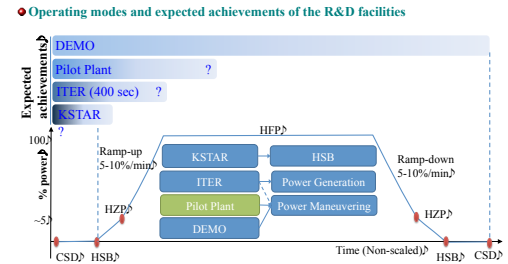 Operating modes and expected achievements of the R&D facilities
Expected
achievements♪
DEMO
Pilot Plant ?
ITER (400 sec) ?
KSTAR
?
100♪
% power♪
~5♪
HFP♪
Ramp-up
5-10%/min♪
Ramp-down
5-10%/min♪
KSTAR HSB
ITER Power Generation
Pilot Plant Power Maneuvering
DEMO
HZP♪ HZP♪
Time (Non-scaled)♪
CSD♪ HSB♪ HSB♪ CSD♪